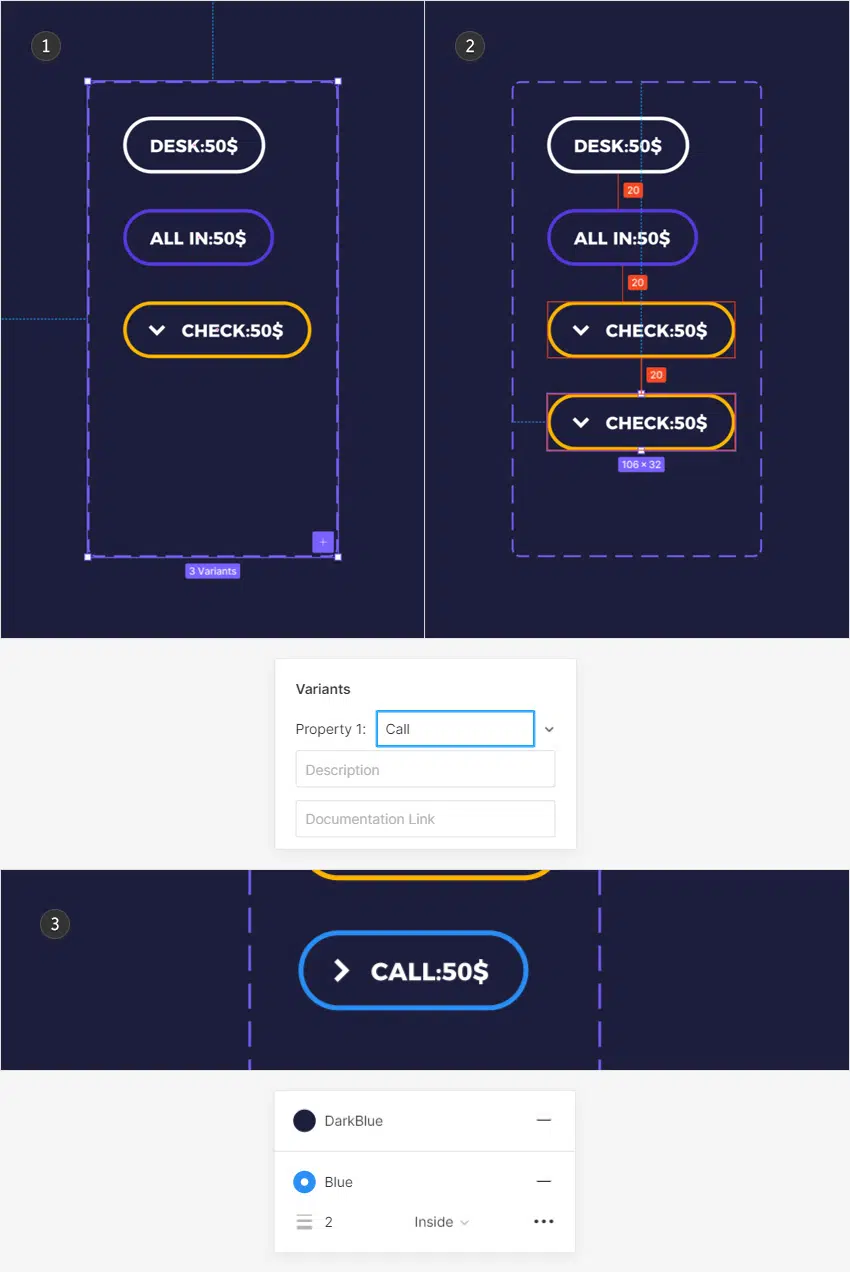 1
DESK:50$
ALL IN:50$
CHECK:50$
+
3 Variants
2
DESK:50$
20
ALL IN:50$
20
CHECK:50$
20
CHECK:50$
106 × 32
Variants
Property 1: Call
Description
Documentation Link
3
CALL:50$
DarkBlue
Blue
2 Inside